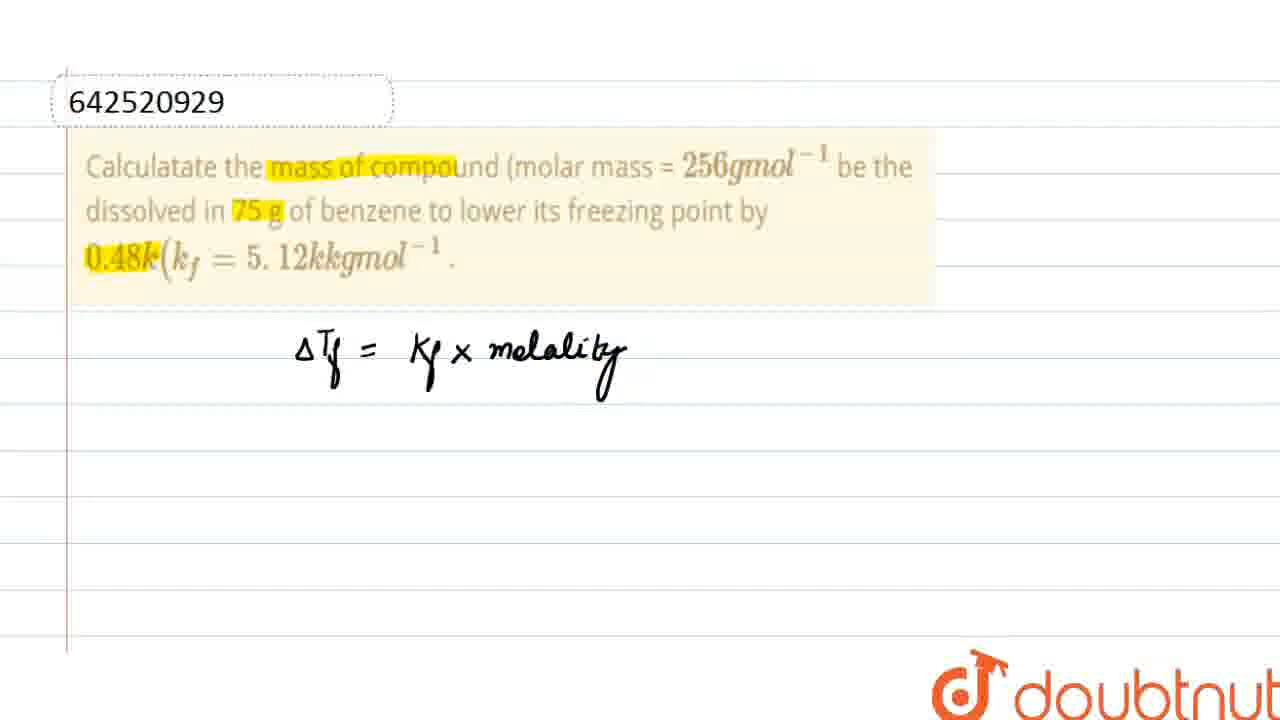 642520929
Calculatate the mass of compound (molar mass = 256gmol⁻¹ be the
dissolved in 75 g of benzene to lower its freezing point by
0.48k(k_f = 5. 12kkgmol⁻¹ .
ΔTf = Kf × molality
doubtnut